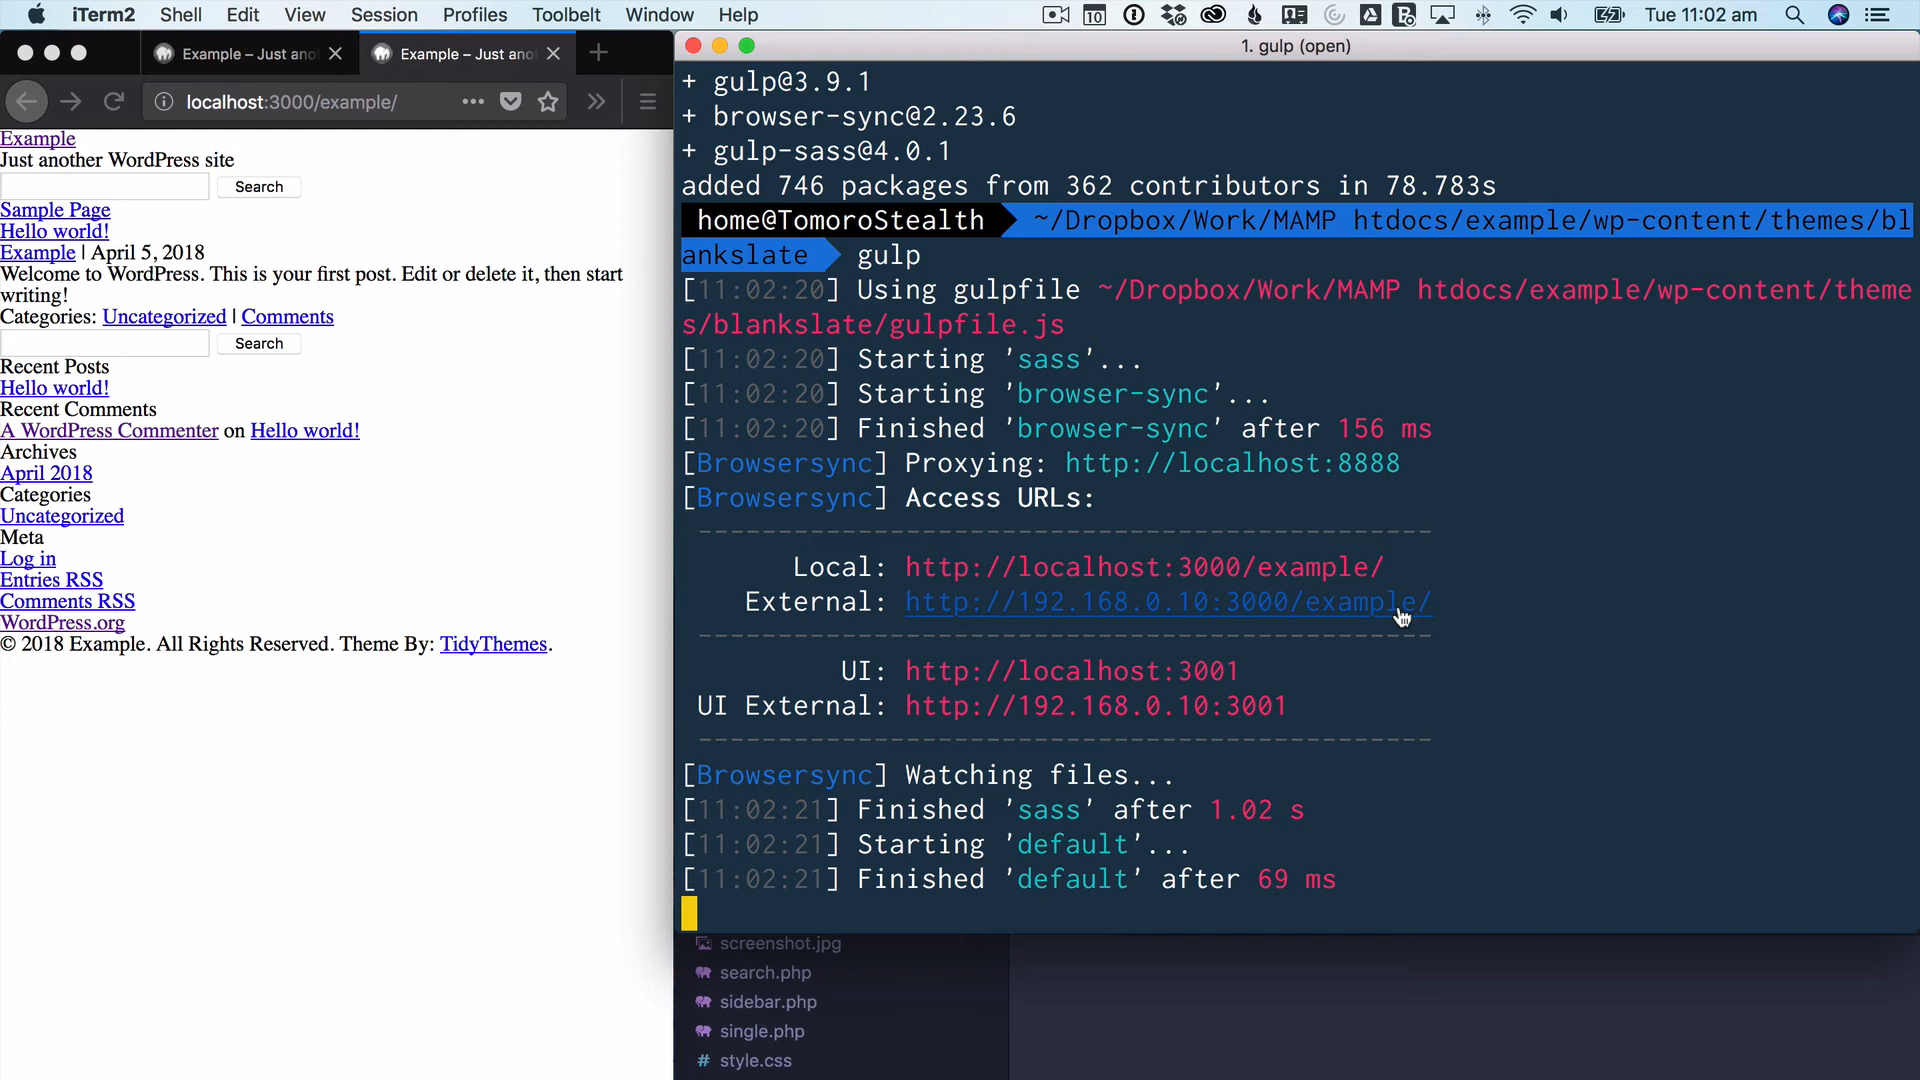 iTerm2 Shell Edit View Session Profiles Toolbelt Window Help
10
Tue 11:02 am
Example – Just ano
Example – Just ano
localhost:3000/example/
Example
Just another WordPress site
Search
Sample Page
Hello world!
Example | April 5, 2018
Welcome to WordPress. This is your first post. Edit or delete it, then start
writing!
Categories: Uncategorized | Comments
Search
Recent Posts
Hello world!
Recent Comments
A WordPress Commenter on Hello world!
Archives
April 2018
Categories
Uncategorized
Meta
Log in
Entries RSS
Comments RSS
WordPress.org
© 2018 Example. All Rights Reserved. Theme By: TidyThemes.
1. gulp (open)
+ gulp@3.9.1
+ browser-sync@2.23.6
+ gulp-sass@4.0.1
added 746 packages from 362 contributors in 78.783s
home@TomoroStealth ~/Dropbox/Work/MAMP htdocs/example/wp-content/themes/bl
ankslate gulp
[11:02:20] Using gulpfile ~/Dropbox/Work/MAMP htdocs/example/wp-content/theme
s/blankslate/gulpfile.js
[11:02:20] Starting 'sass'...
[11:02:20] Starting 'browser-sync'...
[11:02:20] Finished 'browser-sync' after 156 ms
[Browsersync] Proxying: http://localhost:8888
[Browsersync] Access URLs:
-----------------------------------------------
Local: http://localhost:3000/example/
External: http://192.168.0.10:3000/example/
-----------------------------------------------
UI: http://localhost:3001
UI External: http://192.168.0.10:3001
-----------------------------------------------
[Browsersync] Watching files...
[11:02:21] Finished 'sass' after 1.02 s
[11:02:21] Starting 'default'...
[11:02:21] Finished 'default' after 69 ms
screenshot.jpg
search.php
sidebar.php
single.php
# style.css